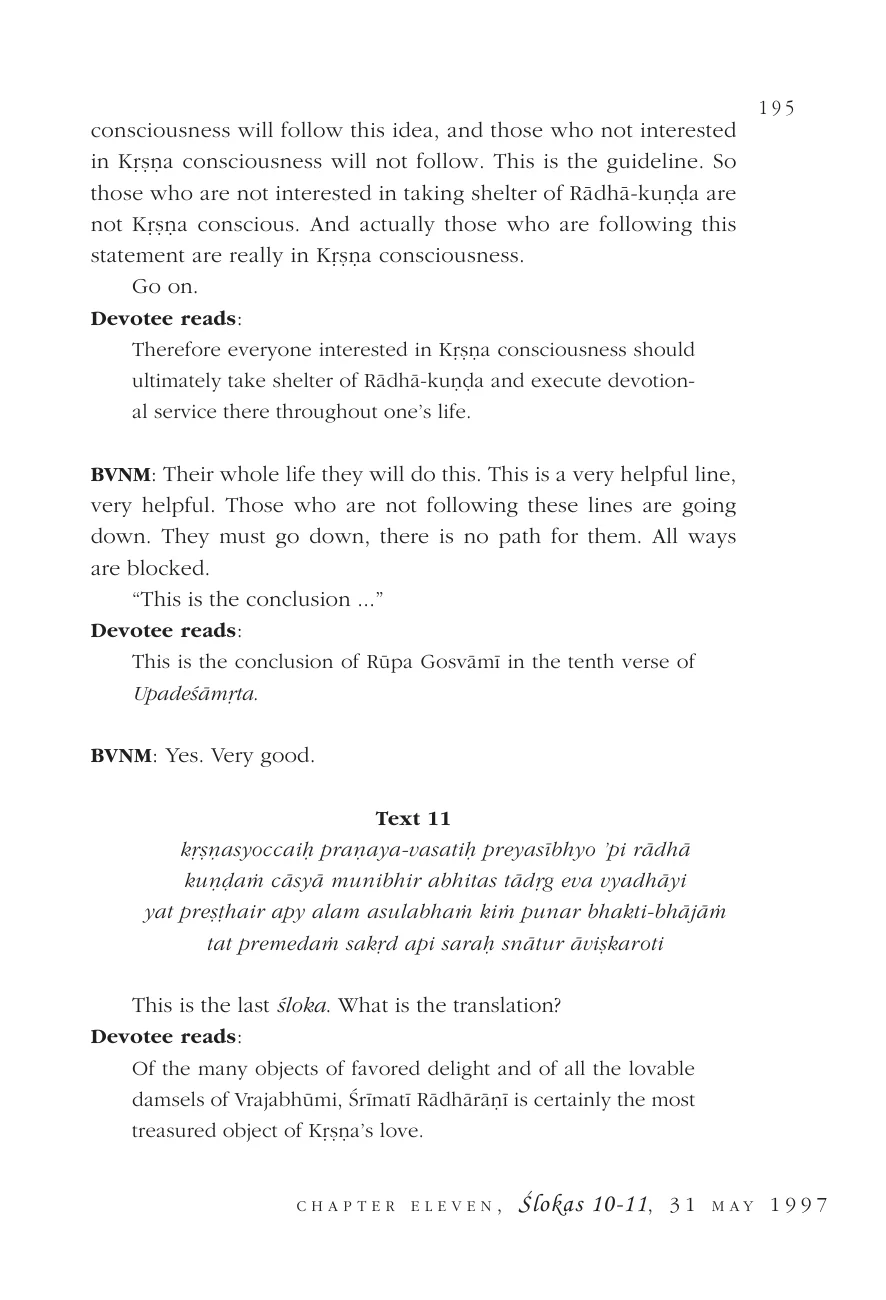 195
consciousness will follow this idea, and those who not interested
in Kṛṣṇa consciousness will not follow. This is the guideline. So
those who are not interested in taking shelter of Rādhā-kuṇḍa are
not Kṛṣṇa conscious. And actually those who are following this
statement are really in Kṛṣṇa consciousness.
Go on.
Devotee reads:
Therefore everyone interested in Kṛṣṇa consciousness should
ultimately take shelter of Rādhā-kuṇḍa and execute devotion-
al service there throughout one’s life.
BVNM: Their whole life they will do this. This is a very helpful line,
very helpful. Those who are not following these lines are going
down. They must go down, there is no path for them. All ways
are blocked.
“This is the conclusion ...”
Devotee reads:
This is the conclusion of Rūpa Gosvāmī in the tenth verse of
Upadeśāmṛta.
BVNM: Yes. Very good.
Text 11
kṛṣṇasyoccaiḥ praṇaya-vasatiḥ preyasībhyo ’pi rādhā
kuṇḍaṁ cāsyā munibhir abhitas tādṛg eva vyadhāyi
yat preṣṭhair apy alam asulabhaṁ kiṁ punar bhakti-bhājāṁ
tat premedaṁ sakṛd api saraḥ snātur āviṣkaroti
This is the last śloka. What is the translation?
Devotee reads:
Of the many objects of favored delight and of all the lovable
damsels of Vrajabhūmi, Śrīmatī Rādhārāṇī is certainly the most
treasured object of Kṛṣṇa’s love.
CHAPTER ELEVEN, Ślokas 10-11, 31 MAY 1997